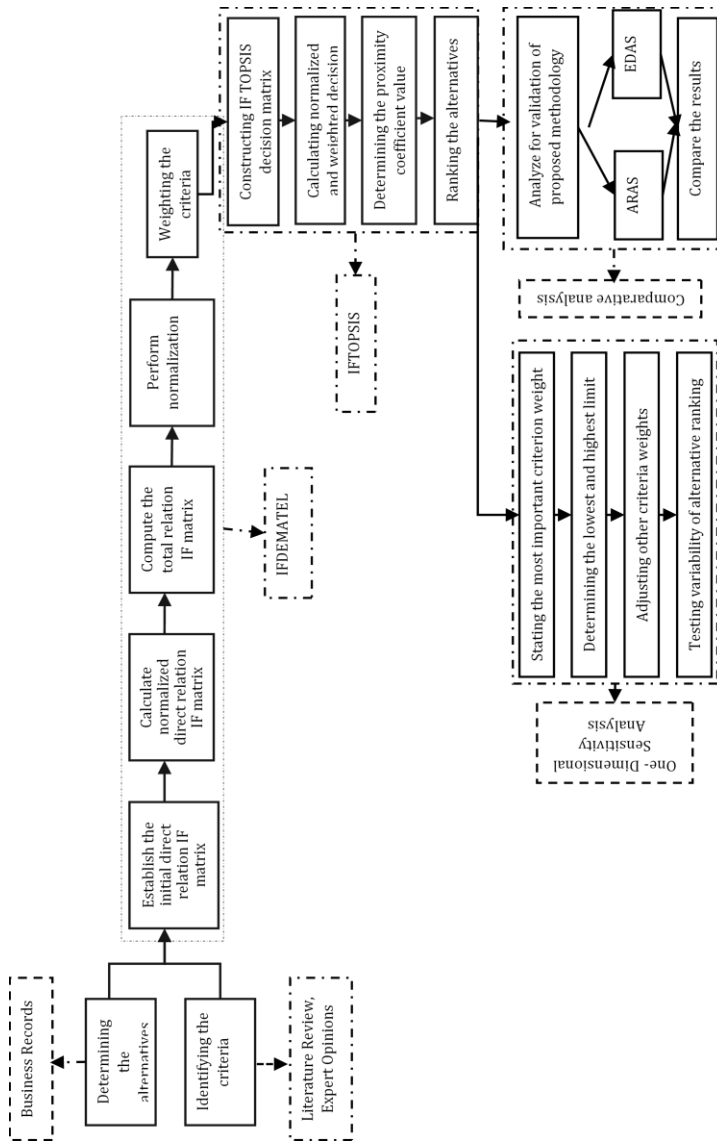 Business Records
Determining
the
alternatives
Identifying the
criteria
Literature Review,
Expert Opinions
Establish the
initial direct
relation IF
matrix
Calculate
normalized
direct relation
IF matrix
Compute the
total relation
IF matrix
IFDEMATEL
Perform
normalization
Weighting the
criteria
Constructing IF TOPSIS
decision matrix
Calculating normalized
and weighted decision
Determining the proximity
coefficient value
Ranking the alternatives
IFTOPSIS
Stating the most important criterion weight
Determining the lowest and highest limit
Adjusting other criteria weights
Testing variability of alternative ranking
One- Dimensional
Sensitivity
Analysis
Analyze for validation of
proposed methodology
ARAS
EDAS
Compare the results
Comparative analysis